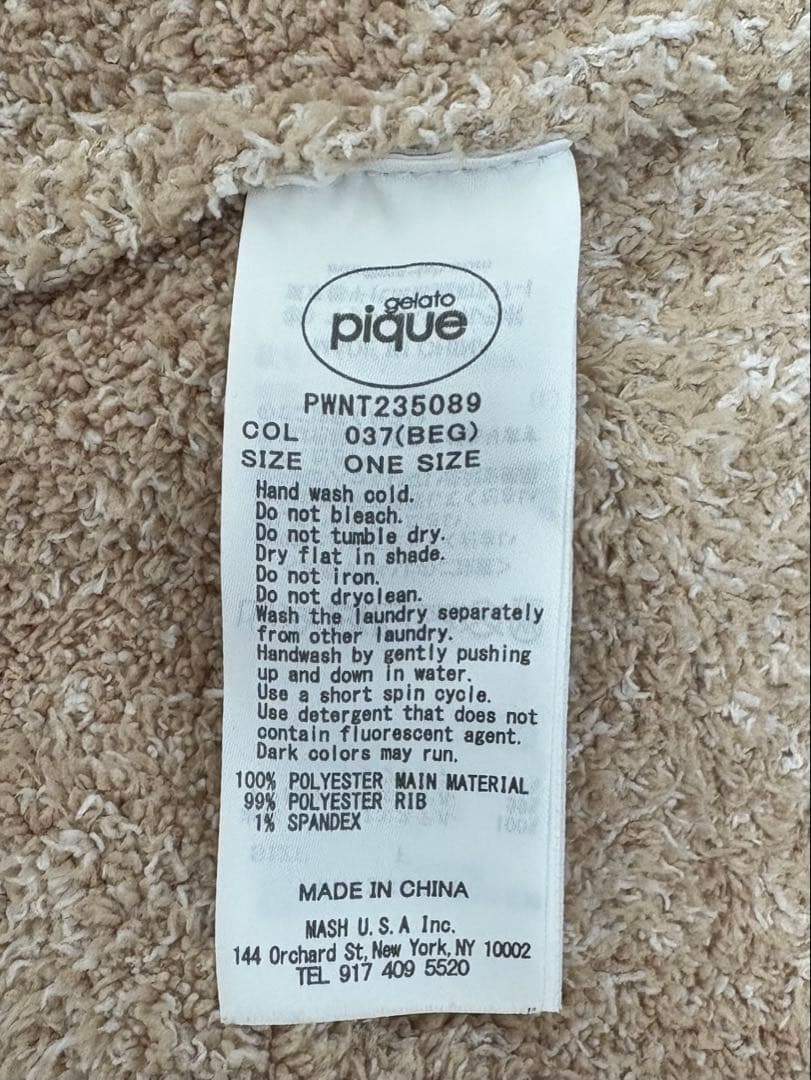 gelato
pique
PWNT235089
COL 037(BEG)
SIZE ONE SIZE
Hand wash cold.
Do not bleach.
Do not tumble dry.
Dry flat in shade.
Do not iron.
Do not dryclean.
Wash the laundry separately
from other laundry.
Handwash by gently pushing
up and down in water.
Use a short spin cycle.
Use detergent that does not
contain fluorescent agent.
Dark colors may run.
100% POLYESTER MAIN MATERIAL
99% POLYESTER RIB
1% SPANDEX
MADE IN CHINA
MASH U.S.A Inc.
144 Orchard St, New York, NY 10002
TEL 917 409 5520